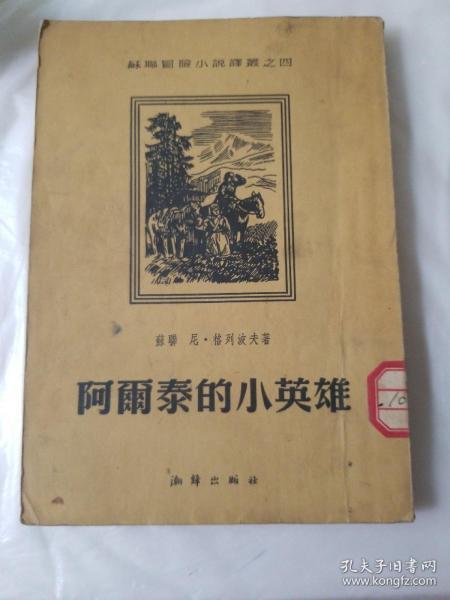 蘇聯冒險小說譯叢之四
蘇聯 尼·格列波夫著
阿爾泰的小英雄
潮鋒出版社
.10
孔夫子旧书网
www.kongfz.com